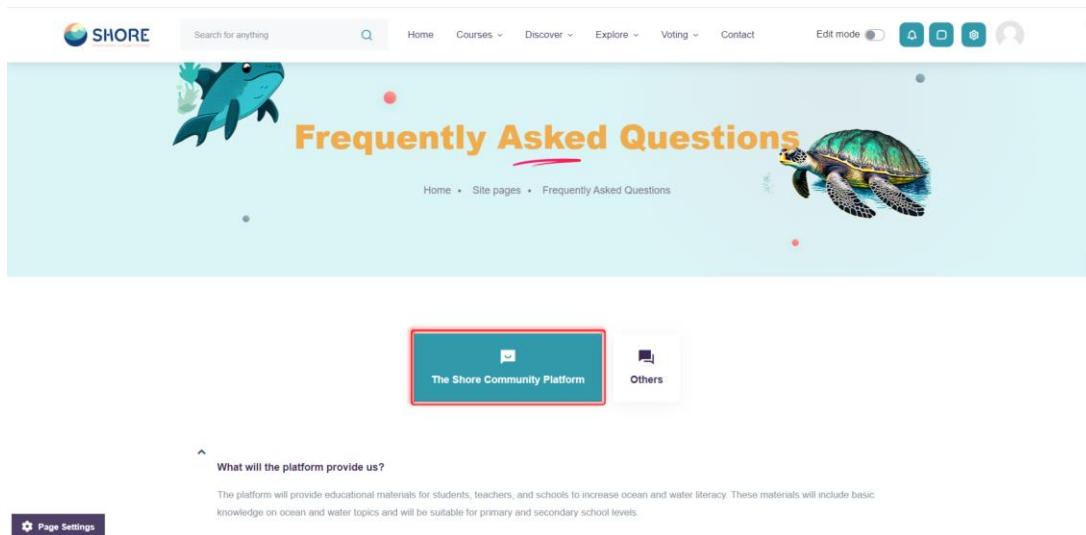 SHORE
Search for anything
Home Courses Discover Explore Voting Contact
Edit mode
Frequently Asked Questions
Home • Site pages • Frequently Asked Questions
The Shore Community Platform
Others
What will the platform provide us?
The platform will provide educational materials for students, teachers, and schools to increase ocean and water literacy. These materials will include basic
knowledge on ocean and water topics and will be suitable for primary and secondary school levels.
Page Settings